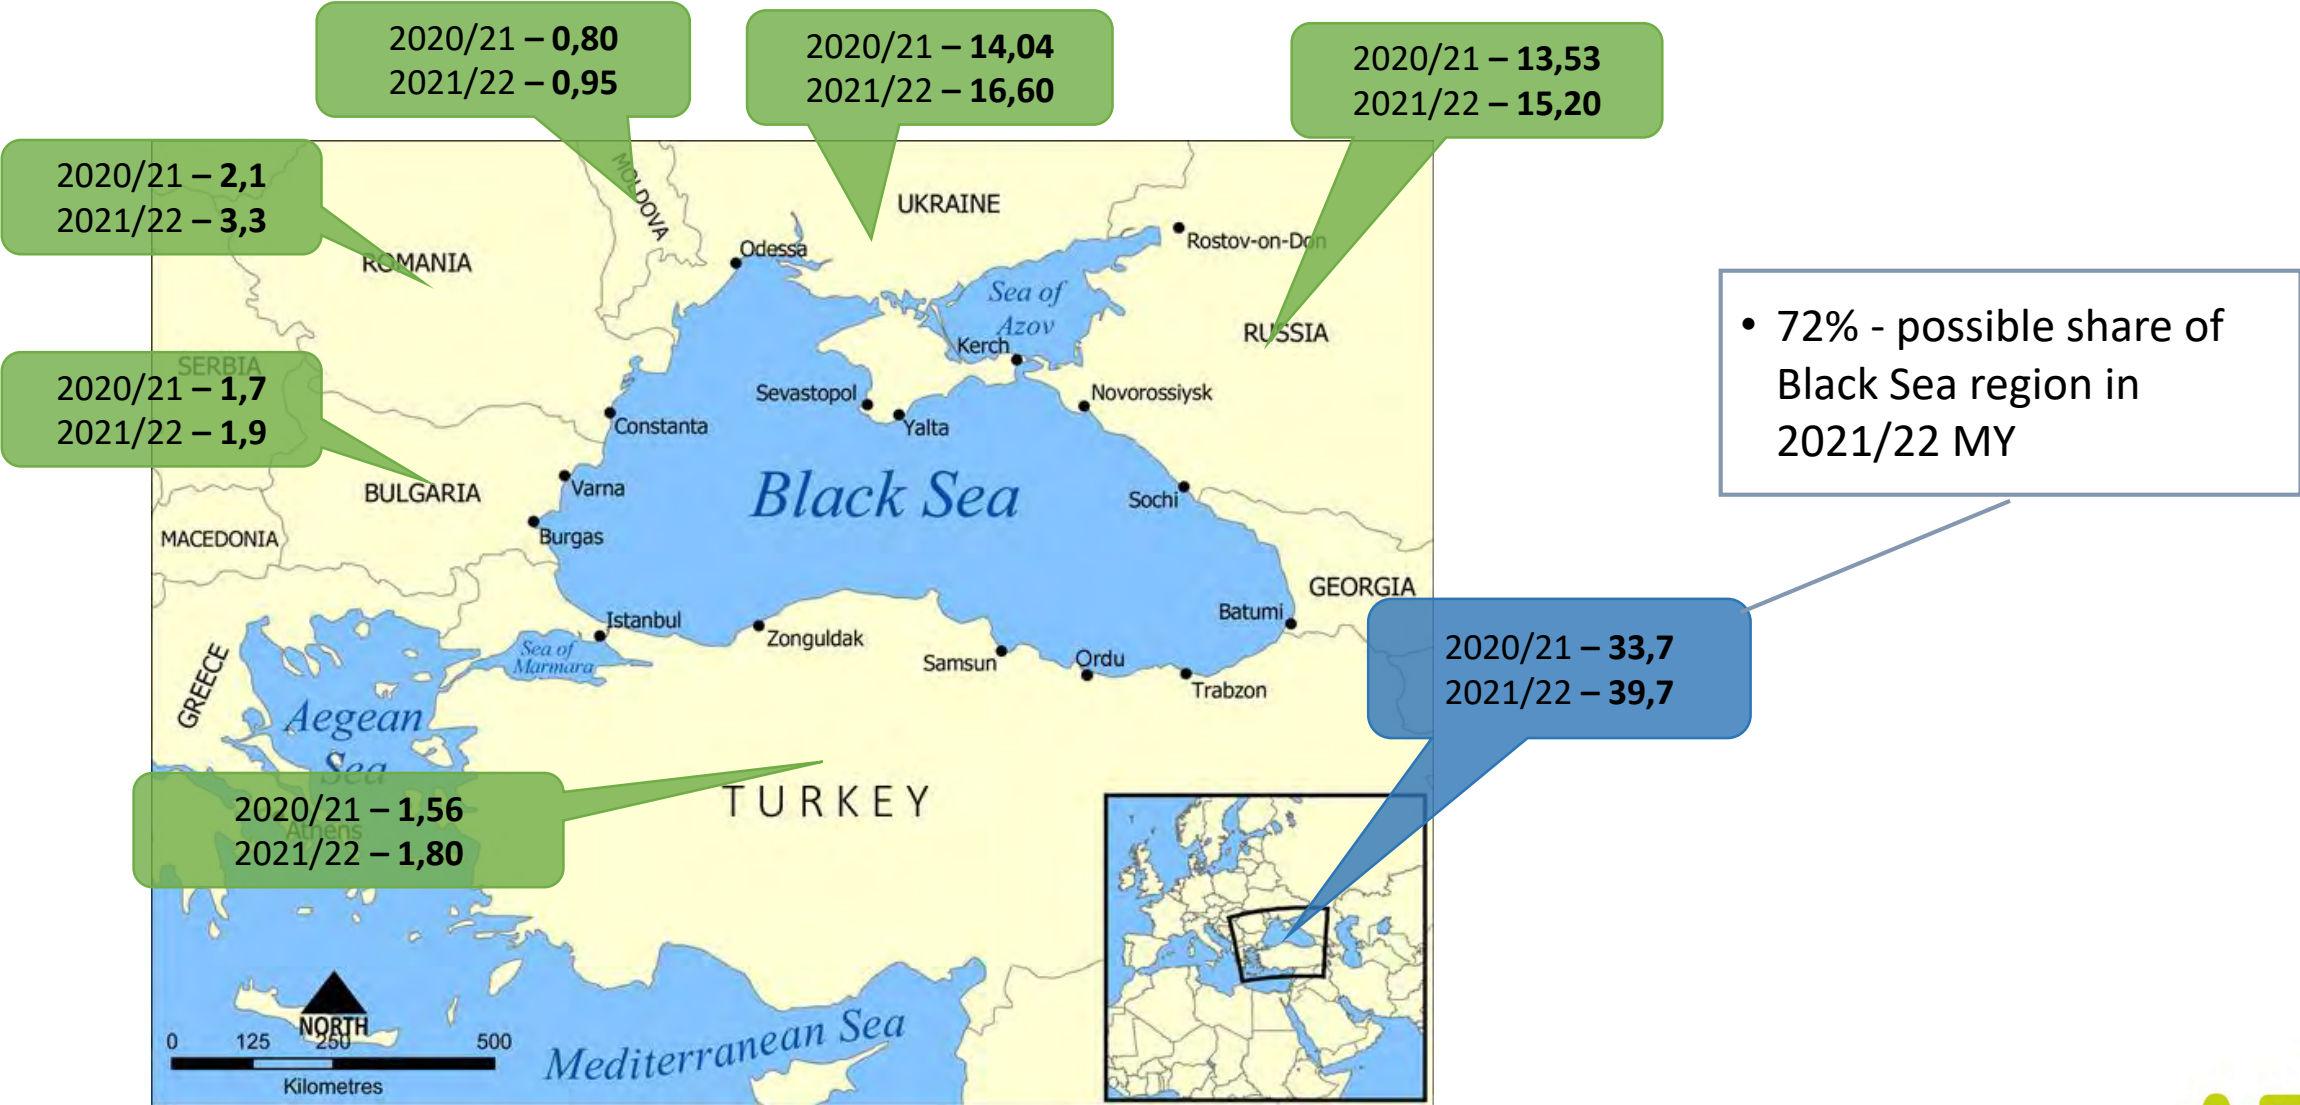 2020/21 – 0,80
2021/22 – 0,95
2020/21 – 14,04
2021/22 – 16,60
2020/21 – 13,53
2021/22 – 15,20
2020/21 – 2,1
2021/22 – 3,3
MOLDOVA
UKRAINE
Rostov-on-Don
Odessa
ROMANIA
Sea of
Azov
RUSSIA
Kerch
SERBIA
2020/21 – 1,7
2021/22 – 1,9
Sevastopol
Yalta
Novorossiysk
Constanta
• 72% - possible share of
Black Sea region in
2021/22 MY
BULGARIA
Varna
Black Sea
Sochi
MACEDONIA
Burgas
GEORGIA
Batumi
Istanbul
Zonguldak
Sea of
Marmara
Samsun
Ordu
Trabzon
2020/21 – 33,7
2021/22 – 39,7
GREECE
Aegean
Sea
2020/21 – 1,56
2021/22 – 1,80
Athens
TURKEY
NORTH
0 125 250 500
Kilometres
Mediterranean Sea